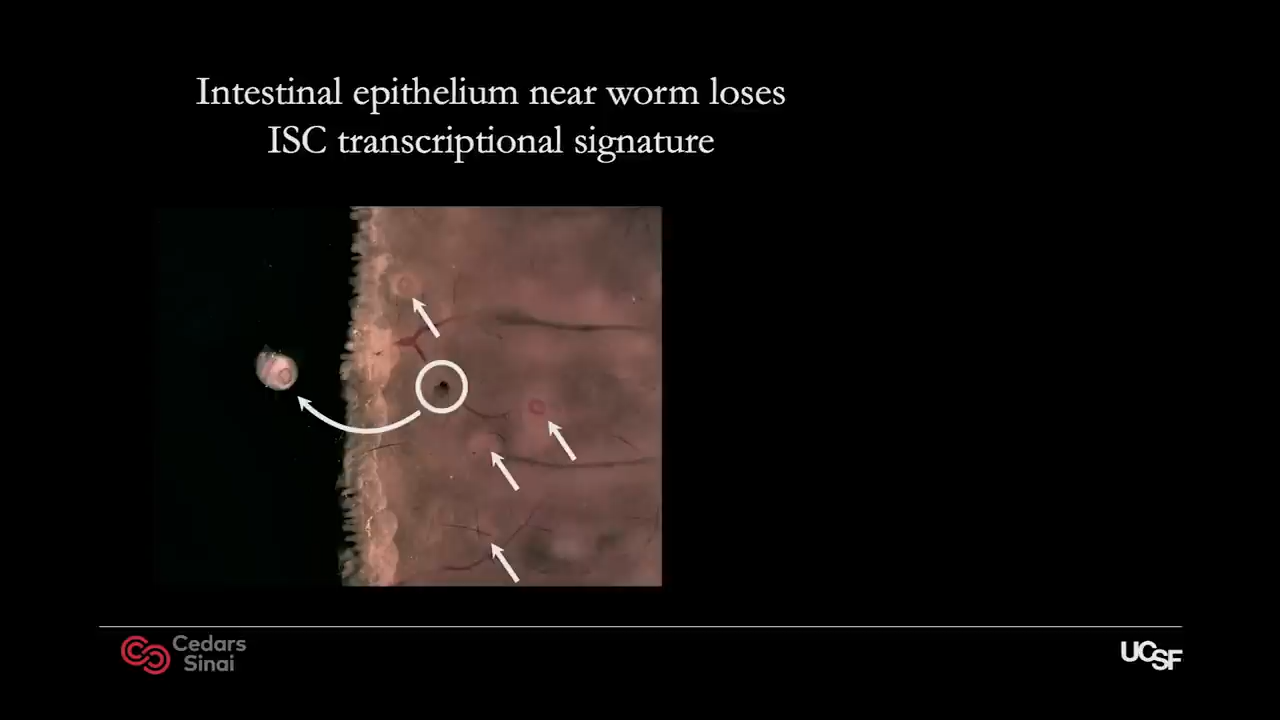 Intestinal epithelium near worm loses
ISC transcriptional signature
Cedars
Sinai
UCSF